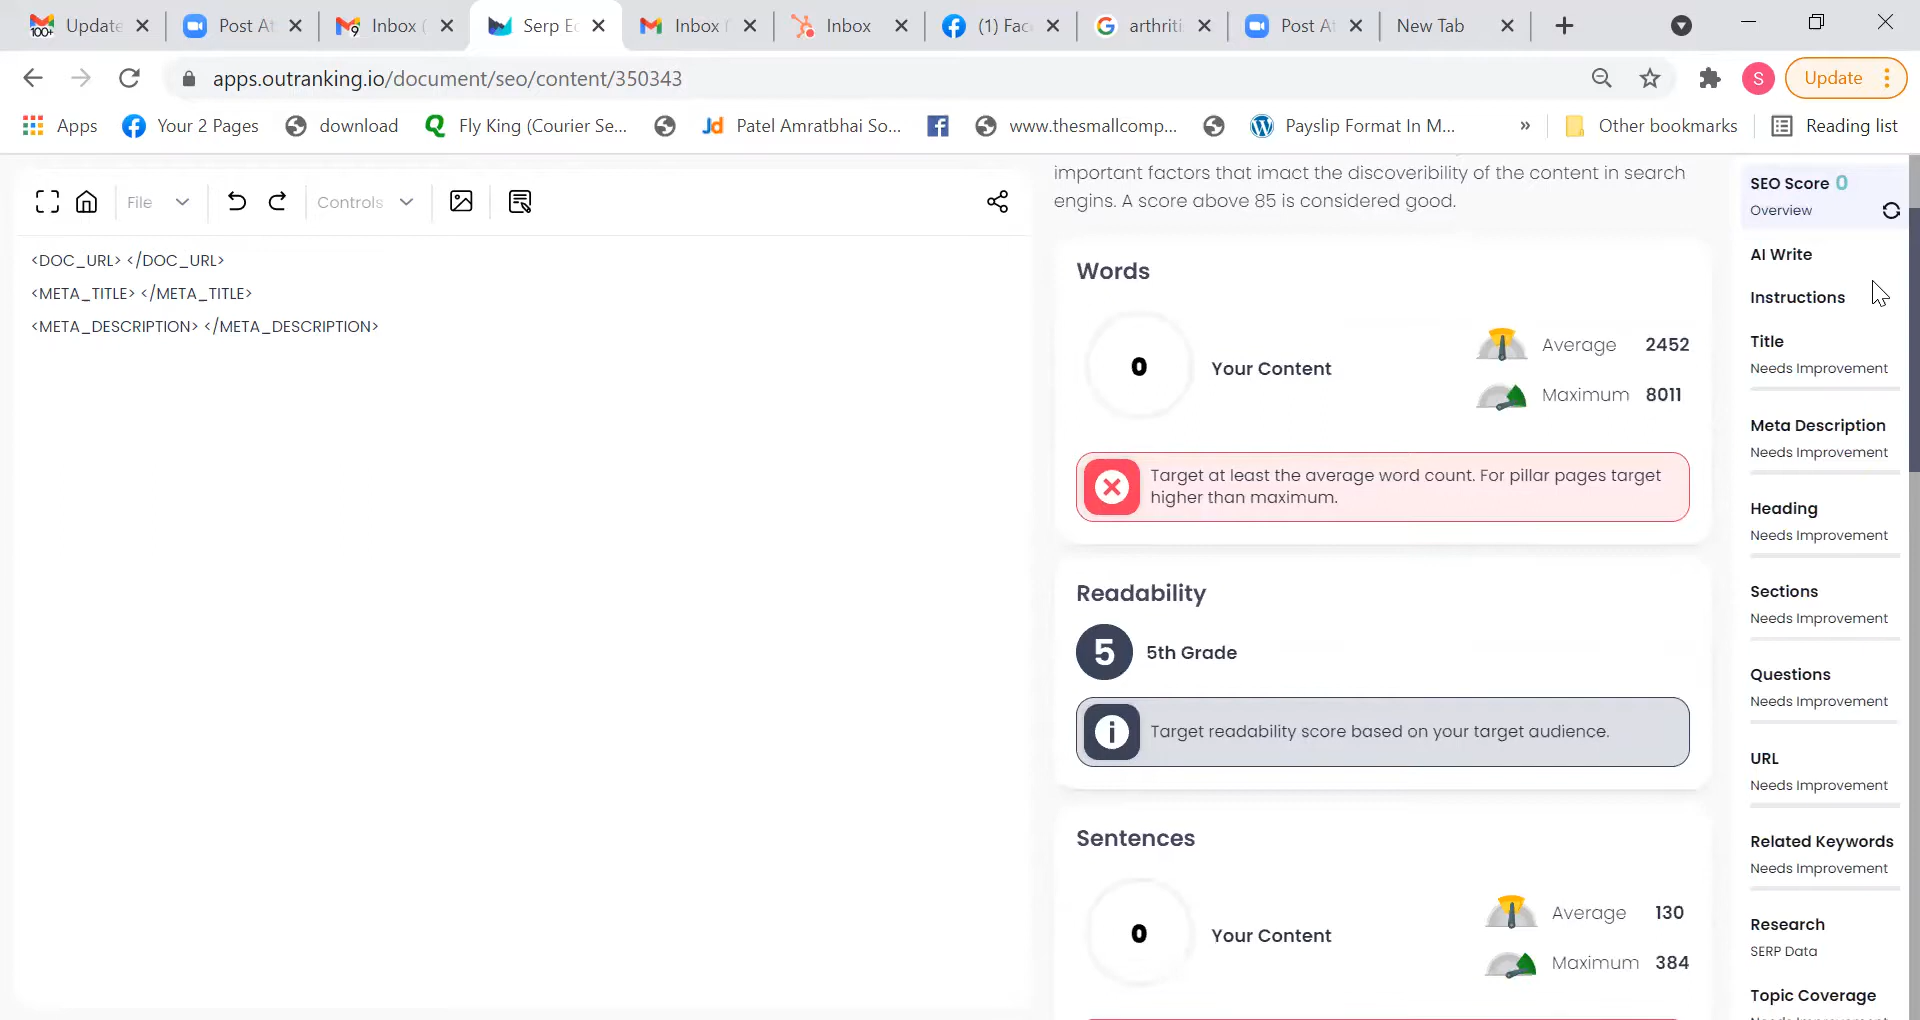 100+
Update
Post At
9
Inbox (
Serp Ec
Inbox (
Inbox
(1) Fac
arthriti
Post At
New Tab
apps.outranking.io/document/seo/content/350343
S
Update
Apps
Your 2 Pages
download
Fly King (Courier Se...
Jd
Patel Amratbhai So...
www.thesmallcomp...
Payslip Format In M...
»
Other bookmarks
Reading list
File
Controls
<DOC_URL> </DOC_URL>
<META_TITLE> </META_TITLE>
<META_DESCRIPTION> </META_DESCRIPTION>
important factors that imact the discoveribility of the content in search
engins. A score above 85 is considered good.
Words
0
Your Content
Average 2452
Maximum 8011
Target at least the average word count. For pillar pages target
higher than maximum.
Readability
5
5th Grade
Target readability score based on your target audience.
Sentences
0
Your Content
Average 130
Maximum 384
SEO Score 0
Overview
AI Write
Instructions
Title
Needs Improvement
Meta Description
Needs Improvement
Heading
Needs Improvement
Sections
Needs Improvement
Questions
Needs Improvement
URL
Needs Improvement
Related Keywords
Needs Improvement
Research
SERP Data
Topic Coverage